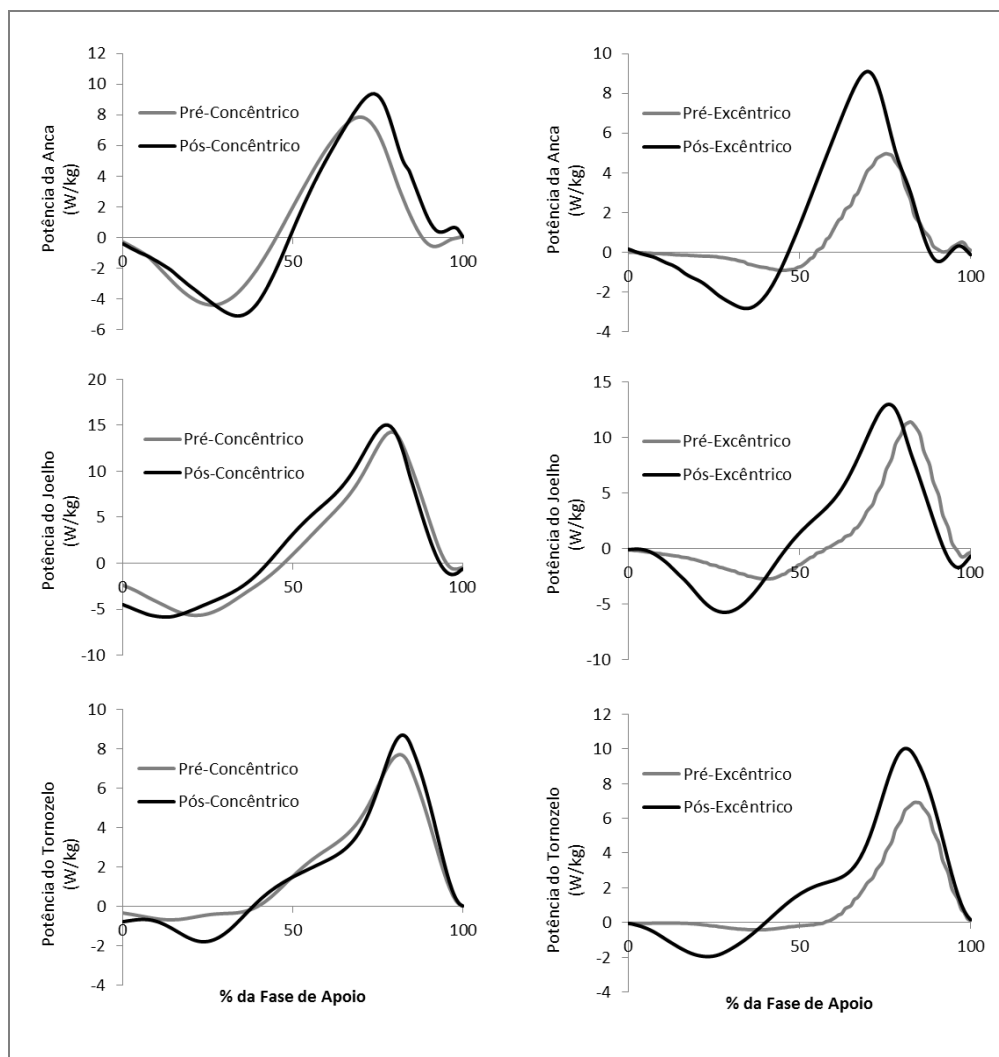 Potência da Anca
(W/kg)
12
10
8
6
4
2
0
-2
-4
-6
0
50
100
Pré-Concêntrico
Pós-Concêntrico
Potência da Anca
(W/kg)
10
8
6
4
2
0
-2
-4
0
50
100
Pré-Excêntrico
Pós-Excêntrico
Potência do Joelho
(W/kg)
20
15
10
5
0
-5
-10
0
50
100
Pré-Concêntrico
Pós-Concêntrico
Potência do Joelho
(W/kg)
15
10
5
0
-5
-10
0
50
100
Pré-Excêntrico
Pós-Excêntrico
Potência do Tornozelo
(W/kg)
10
8
6
4
2
0
-2
-4
0
50
100
Pré-Concêntrico
Pós-Concêntrico
% da Fase de Apoio
Potência do Tornozelo
(W/kg)
12
10
8
6
4
2
0
-2
-4
0
50
100
Pré-Excêntrico
Pós-Excêntrico
% da Fase de Apoio